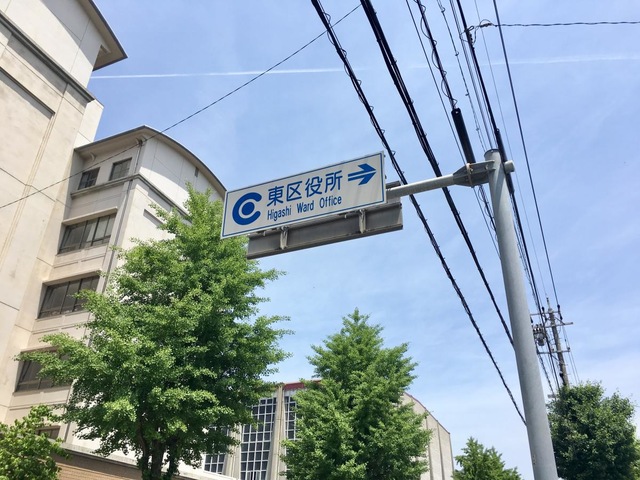 東区役所
Higashi Ward Office